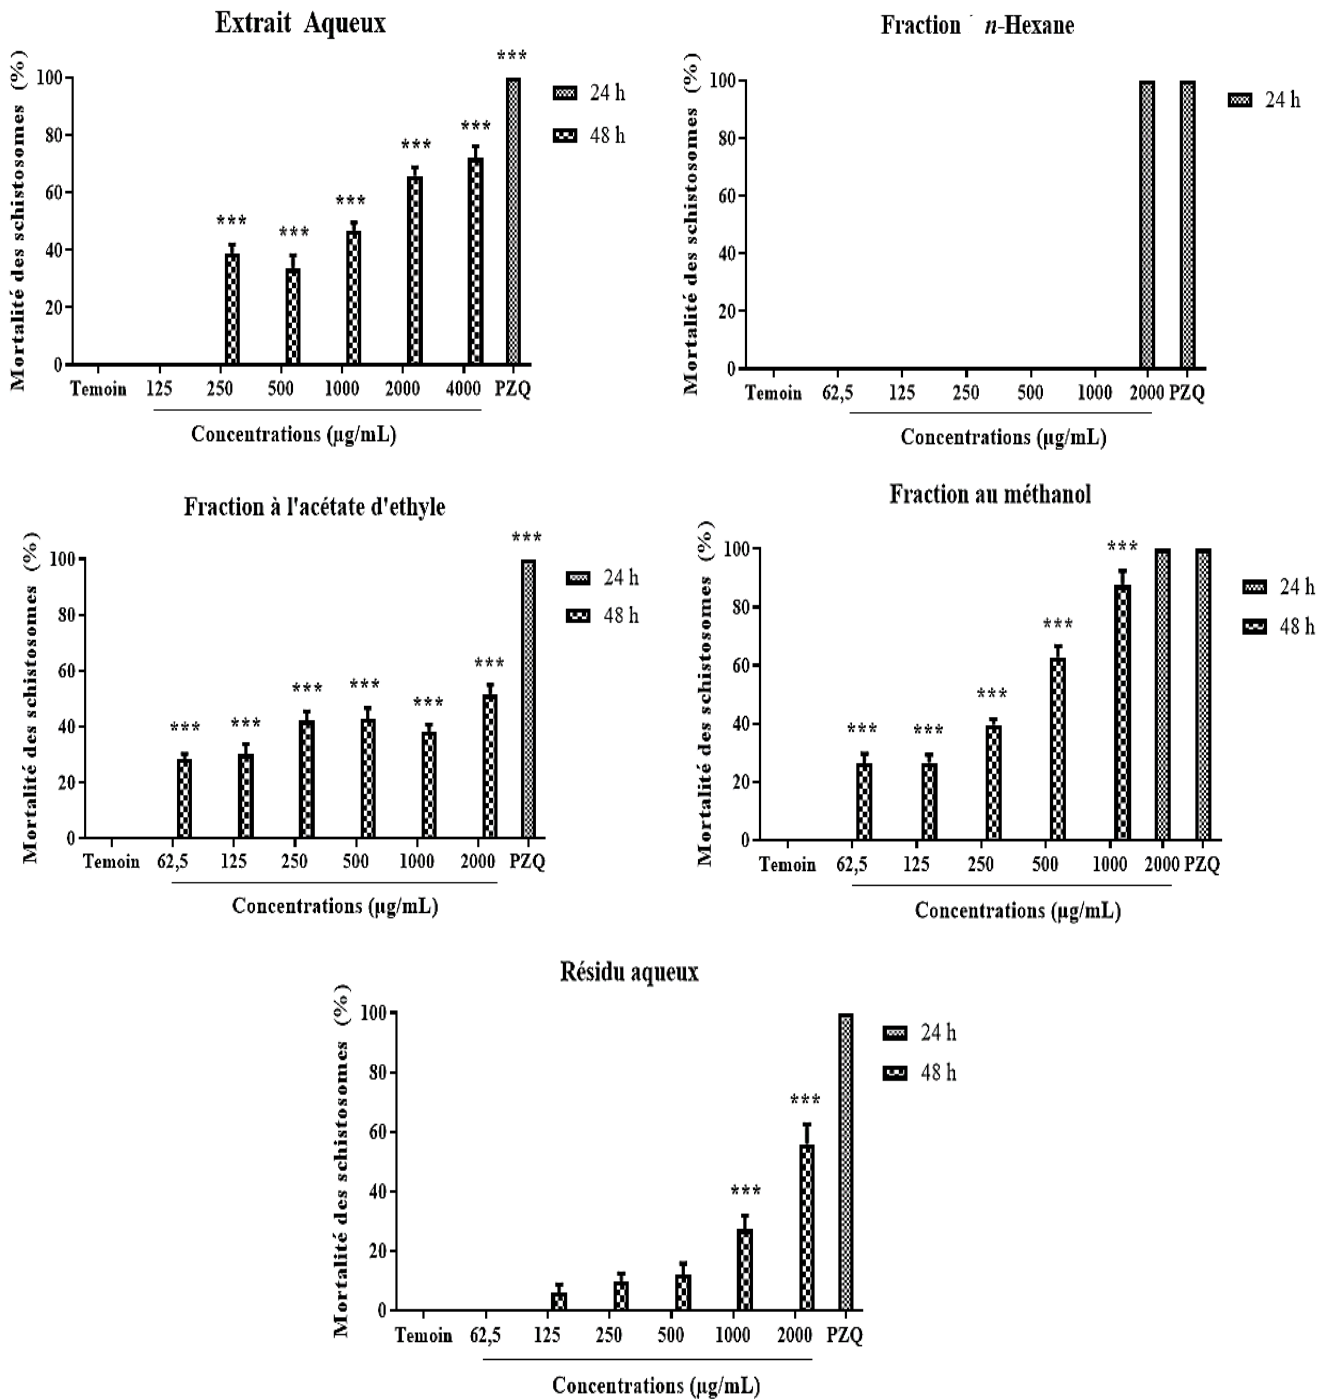 Extrait Aqueux
Mortalité des schistosomes (%)
100
80
60
40
20
0
***
***
***
***
***
***
24 h
48 h
Temoin 125 250 500 1000 2000 4000 PZQ
Concentrations (µg/mL)
Fraction n-Hexane
Mortalité des schistosomes (%)
100
80
60
40
20
0
24 h
Temoin 62,5 125 250 500 1000 2000 PZQ
Concentrations (µg/mL)
Fraction à l'acétate d'ethyle
Mortalité des schistosomes (%)
100
80
60
40
20
0
***
***
***
***
***
***
***
24 h
48 h
Temoin 62,5 125 250 500 1000 2000 PZQ
Concentrations (µg/mL)
Fraction au méthanol
Mortalité des schistosomes (%)
100
80
60
40
20
0
***
***
***
***
***
24 h
48 h
Temoin 62,5 125 250 500 1000 2000 PZQ
Concentrations (µg/mL)
Résidu aqueux
Mortalité des schistosomes (%)
100
80
60
40
20
0
***
***
24 h
48 h
Temoin 62,5 125 250 500 1000 2000 PZQ
Concentrations (µg/mL)